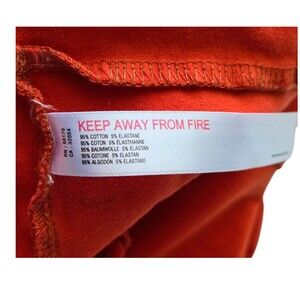 KEEP AWAY FROM FIRE
95% COTTON 5% ELASTANE
95% COTON 5% ELASTHANNE
95% BAUMWOLLE 5% ELASTAN
95% COTONE 5% ELASTAN
95% ALGODÓN 5% ELASTANO